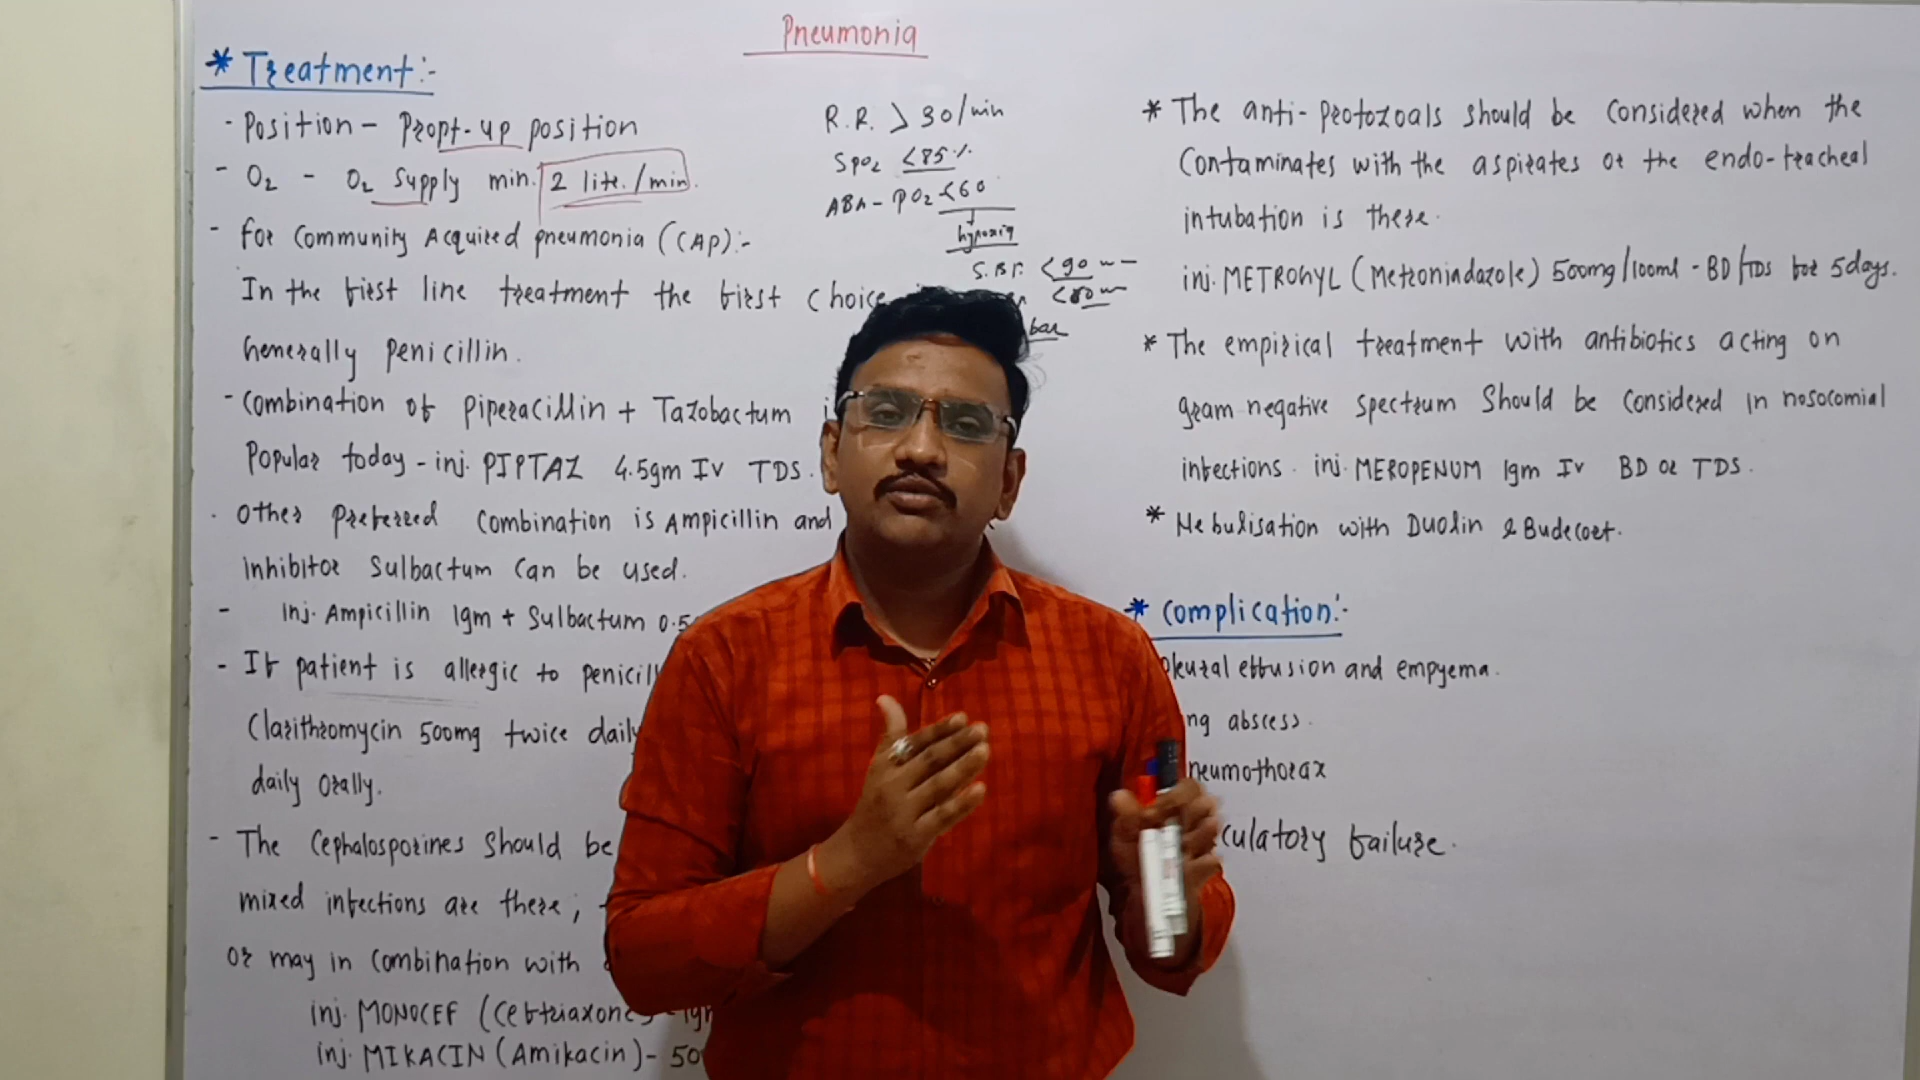 Pneumonia
* Treatment:-
- Position - Propt-up position
- O2 - O2 Supply min. 2 lite./min.
- for Community Acquired pneumonia (CAP):-
In the first line treatment the first choice
Generally Penicillin.
- Combination of Piperacillin + Tazobactum
Popular today - inj. PIPTAZ 4.5gm IV TDS.
. Other Preferred Combination is Ampicillin and
inhibitor Sulbactum Can be used.
- Inj. Ampicillin 1gm + Sulbactum 0.5
- If patient is allergic to
Clarithromycin 500mg twice daily
daily Orally.
- The Cephalosporines Should be
mixed infections are there;
or may in Combination with
inj. MONOCEF (Ceftriaxone)
inj. MIKACIN (Amikacin) -
R.R. > 30/min
SpO2 <85%
ABA - PO2 <60
hypoxia
S.BP. <90
* The anti-protozoals should be Considered when the
Contaminates with the aspirates or the endo-tracheal
intubation is there.
inj. METROGYL (Metronindazole) 500mg/100ml - BD/TDS for 5days.
* The empirical treatment with antibiotics acting on
gram negative spectrum Should be Considered in nosocomial
infections. inj. MEROPENUM 1gm IV BD or TDS.
* Nebulisation with Duolin & Budecort.
* Complication:-
effusion and empyema.
abscess.
failure.